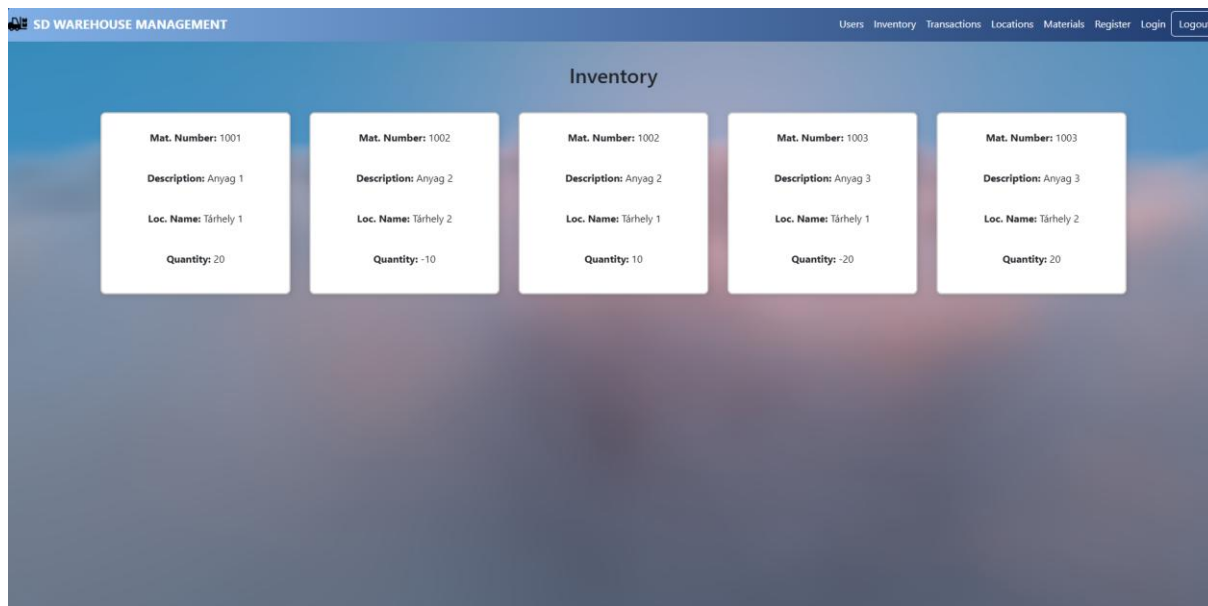 SD WAREHOUSE MANAGEMENT
Users Inventory Transactions Locations Materials Register Login Logou
Inventory
Mat. Number: 1001
Description: Anyag 1
Loc. Name: Tárhely 1
Quantity: 20
Mat. Number: 1002
Description: Anyag 2
Loc. Name: Tárhely 2
Quantity: -10
Mat. Number: 1002
Description: Anyag 2
Loc. Name: Tárhely 1
Quantity: 10
Mat. Number: 1003
Description: Anyag 3
Loc. Name: Tárhely 1
Quantity: -20
Mat. Number: 1003
Description: Anyag 3
Loc. Name: Tárhely 2
Quantity: 20